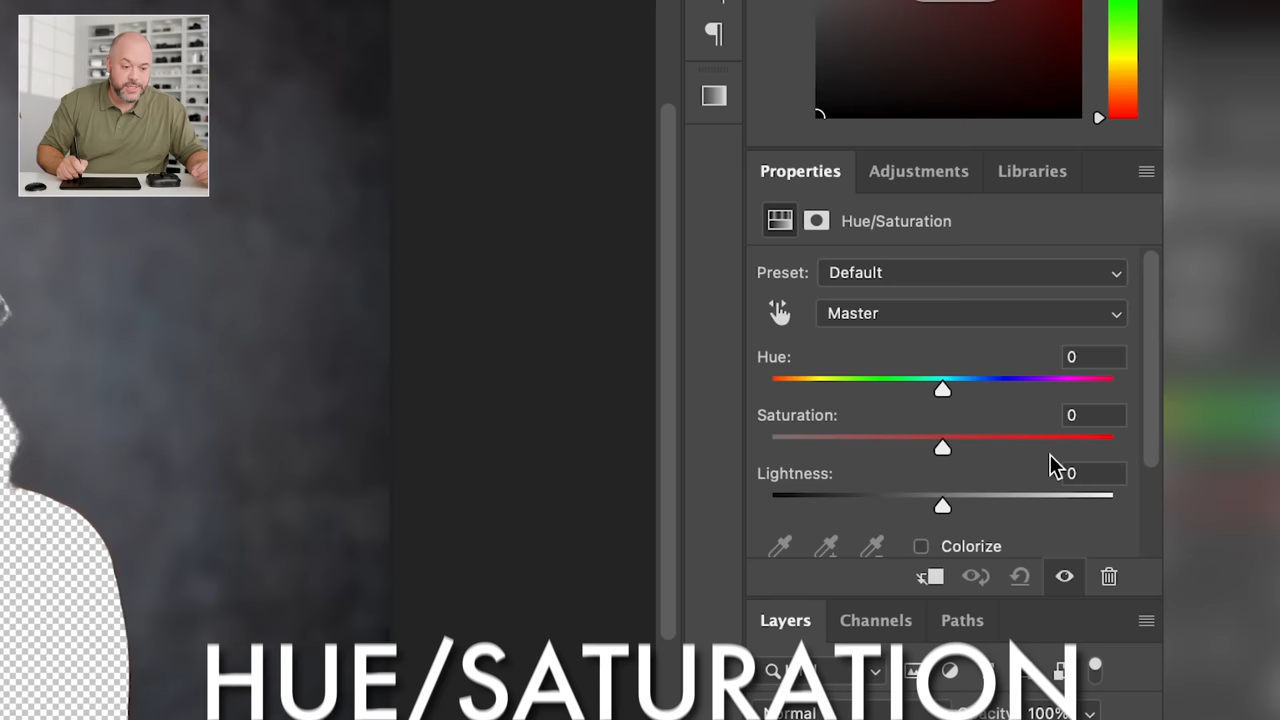 Properties Adjustments Libraries
Hue/Saturation
Preset: Default
Master
Hue: 0
Saturation: 0
Lightness: 0
Colorize
Layers Channels Paths
HUE/SATURATION
Normal 100%